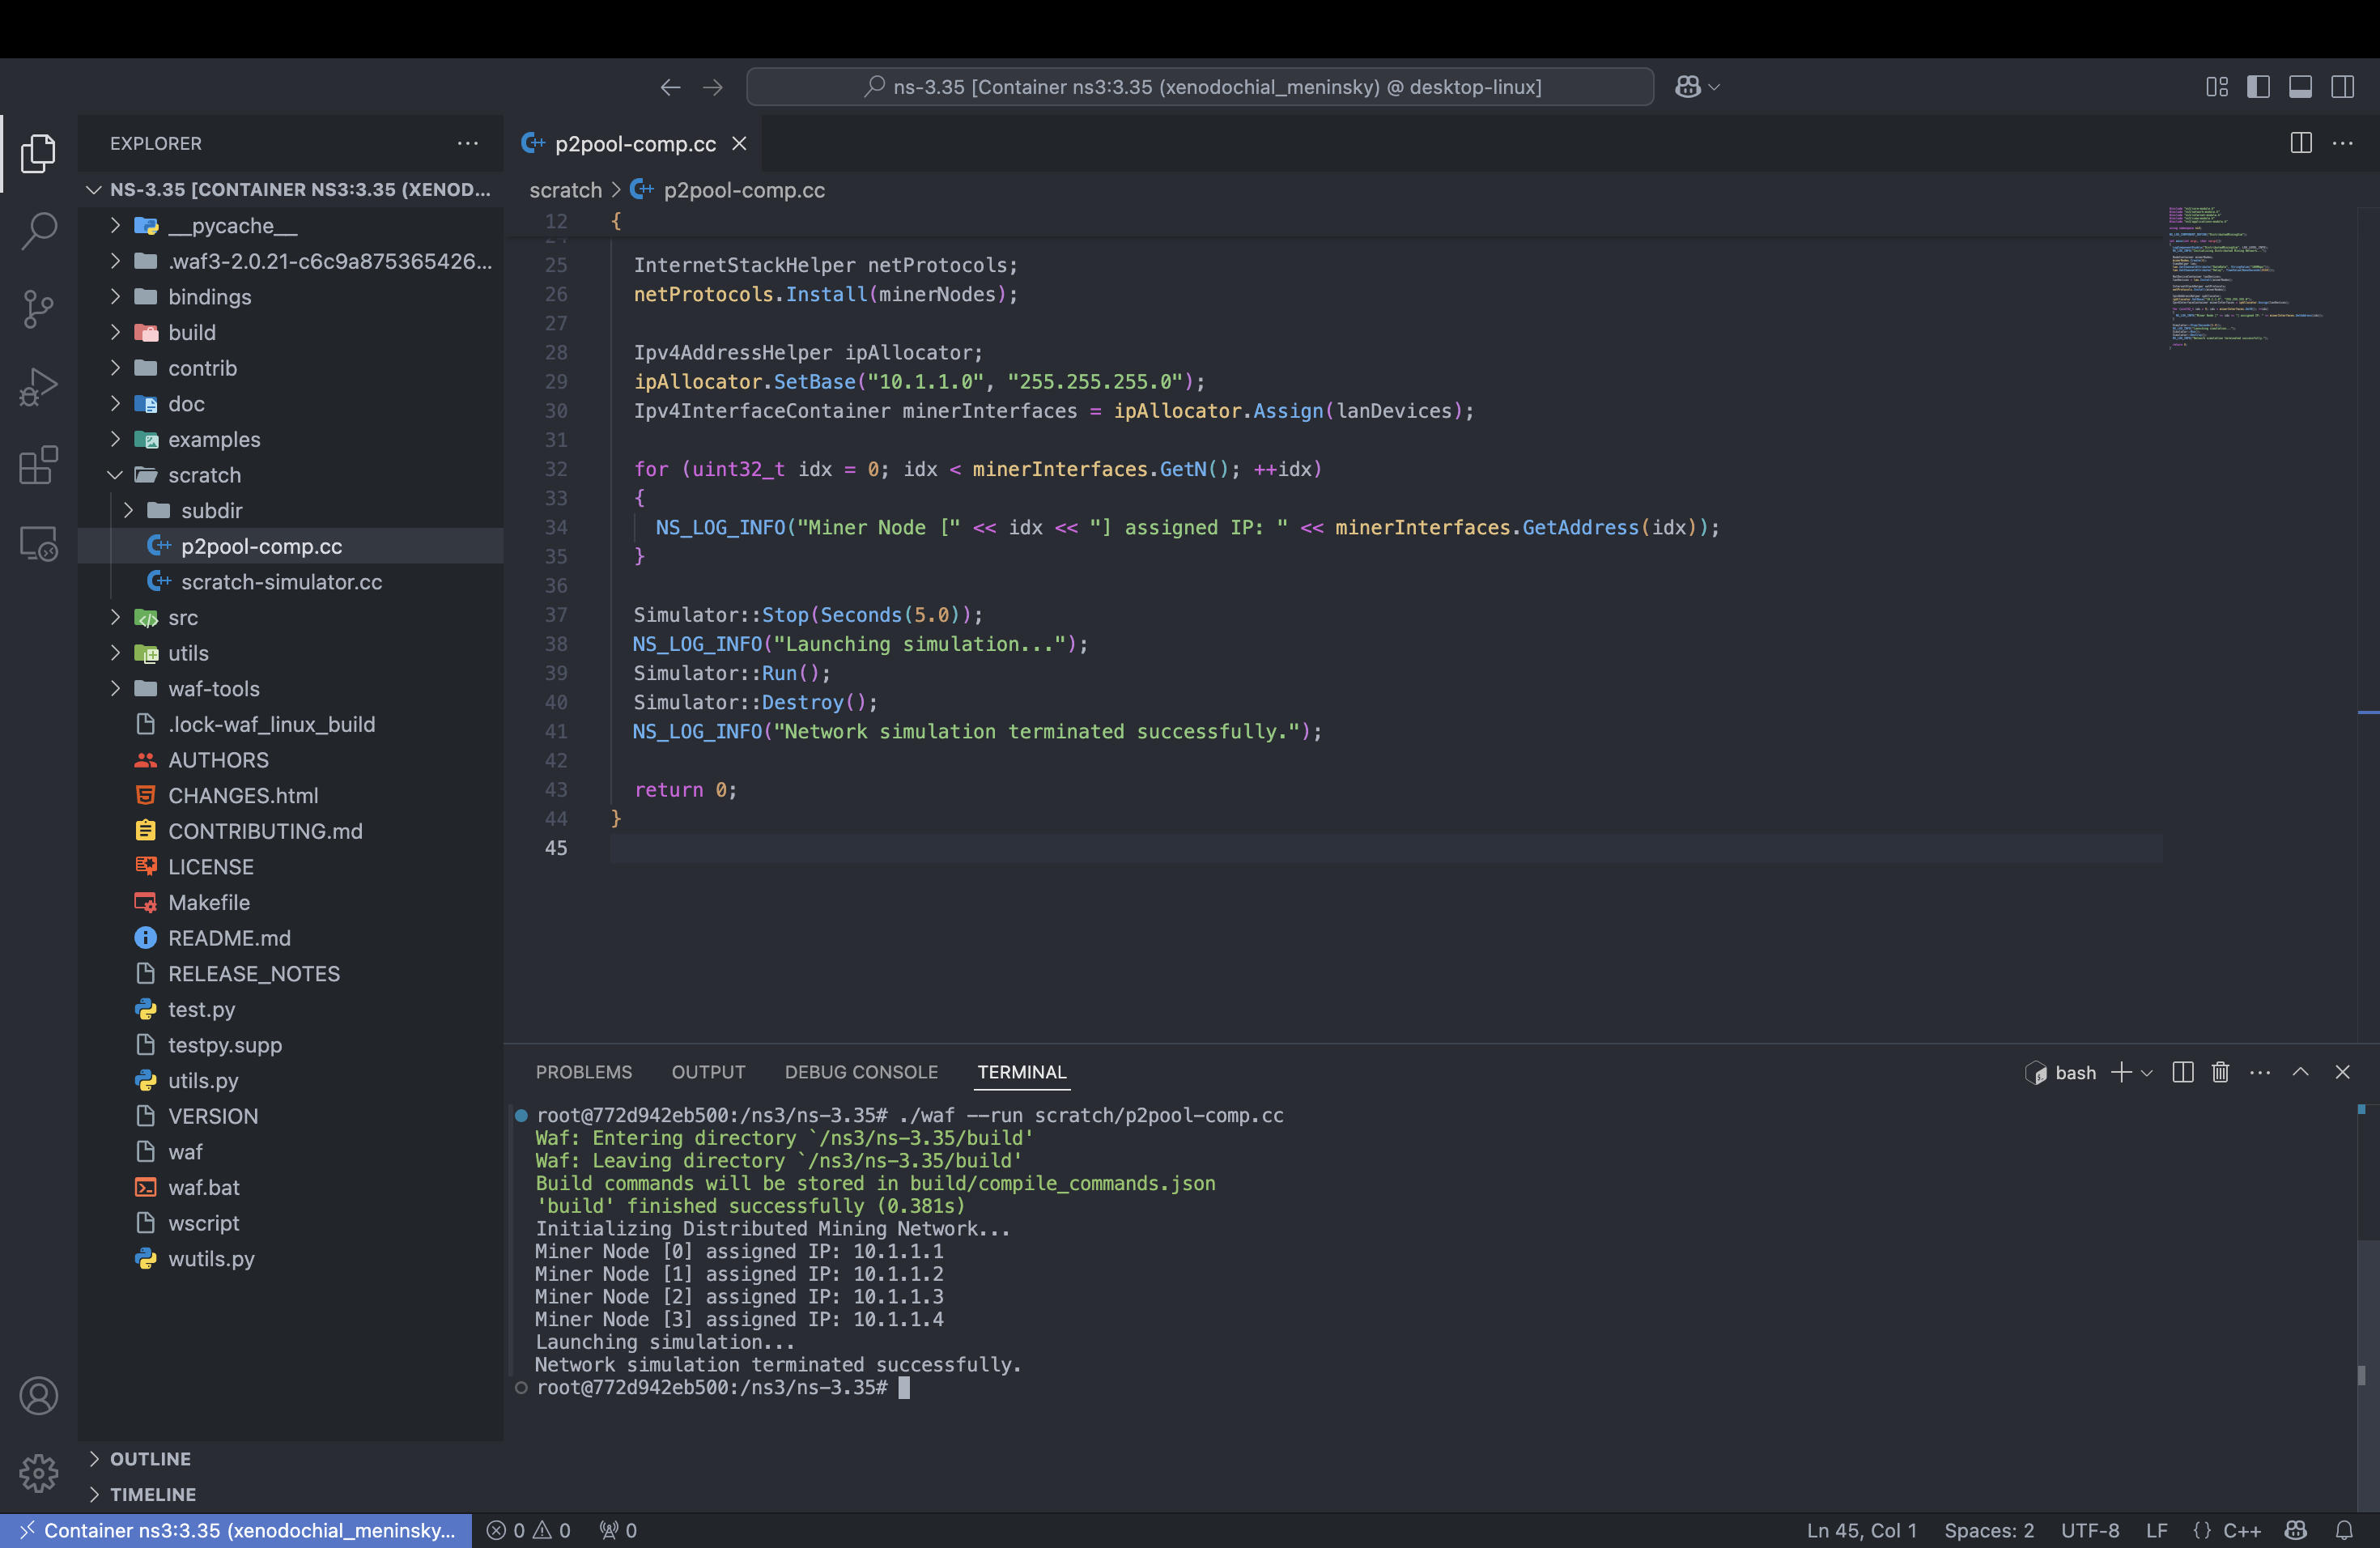 ns-3.35 [Container ns3:3.35 (xenodochial_meninsky) @ desktop-linux]
EXPLORER
NS-3.35 [CONTAINER NS3:3.35 (XENOD...
__pycache__
.waf3-2.0.21-c6c9a875365426...
bindings
build
contrib
doc
examples
scratch
subdir
p2pool-comp.cc
scratch-simulator.cc
src
utils
waf-tools
.lock-waf_linux_build
AUTHORS
CHANGES.html
CONTRIBUTING.md
LICENSE
Makefile
README.md
RELEASE_NOTES
test.py
testpy.supp
utils.py
VERSION
waf
waf.bat
wscript
wutils.py
OUTLINE
TIMELINE
p2pool-comp.cc
scratch > p2pool-comp.cc
12 {
25 InternetStackHelper netProtocols;
26 netProtocols.Install(minerNodes);
27
28 Ipv4AddressHelper ipAllocator;
29 ipAllocator.SetBase("10.1.1.0", "255.255.255.0");
30 Ipv4InterfaceContainer minerInterfaces = ipAllocator.Assign(lanDevices);
31
32 for (uint32_t idx = 0; idx < minerInterfaces.GetN(); ++idx)
33 {
34 NS_LOG_INFO("Miner Node [" << idx << "] assigned IP: " << minerInterfaces.GetAddress(idx));
35 }
36
37 Simulator::Stop(Seconds(5.0));
38 NS_LOG_INFO("Launching simulation...");
39 Simulator::Run();
40 Simulator::Destroy();
41 NS_LOG_INFO("Network simulation terminated successfully.");
42
43 return 0;
44 }
45
PROBLEMS OUTPUT DEBUG CONSOLE TERMINAL
bash
root@772d942eb500:/ns3/ns-3.35# ./waf --run scratch/p2pool-comp.cc
Waf: Entering directory `/ns3/ns-3.35/build'
Waf: Leaving directory `/ns3/ns-3.35/build'
Build commands will be stored in build/compile_commands.json
'build' finished successfully (0.381s)
Initializing Distributed Mining Network...
Miner Node [0] assigned IP: 10.1.1.1
Miner Node [1] assigned IP: 10.1.1.2
Miner Node [2] assigned IP: 10.1.1.3
Miner Node [3] assigned IP: 10.1.1.4
Launching simulation...
Network simulation terminated successfully.
root@772d942eb500:/ns3/ns-3.35#
Container ns3:3.35 (xenodochial_meninsky... 0 0 0 Ln 45, Col 1 Spaces: 2 UTF-8 LF {} C++